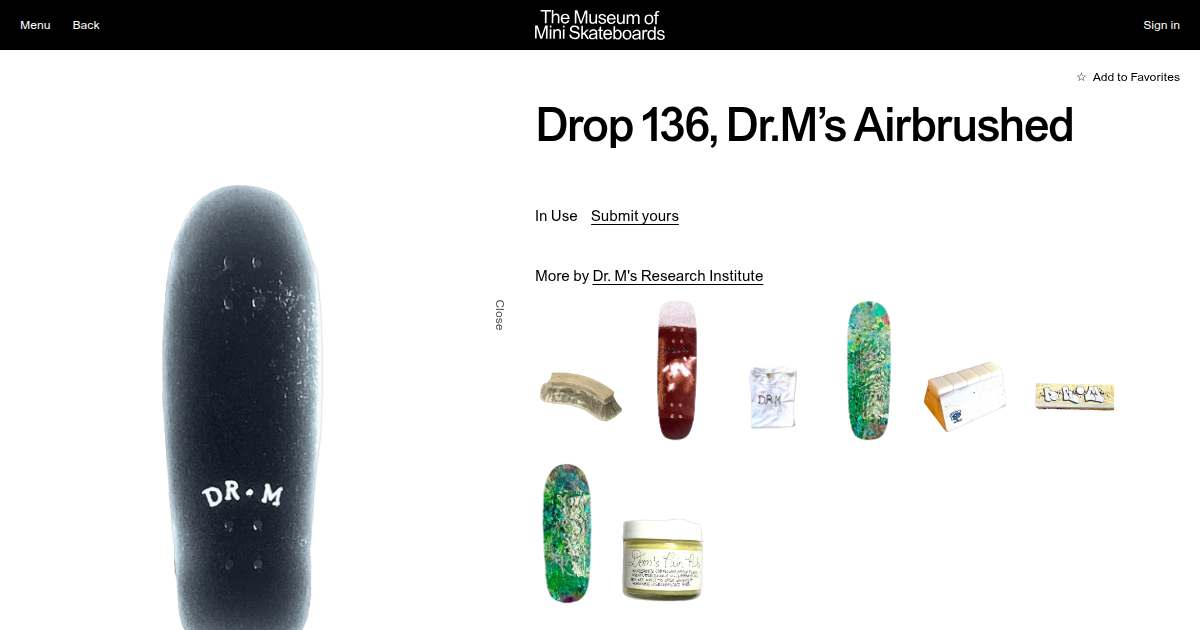 Menu
Back
The Museum of
Mini Skateboards
Sign in
☆ Add to Favorites
Drop 136, Dr.M’s Airbrushed
In Use Submit yours
More by Dr. M's Research Institute
Close
DR•M
DR.M